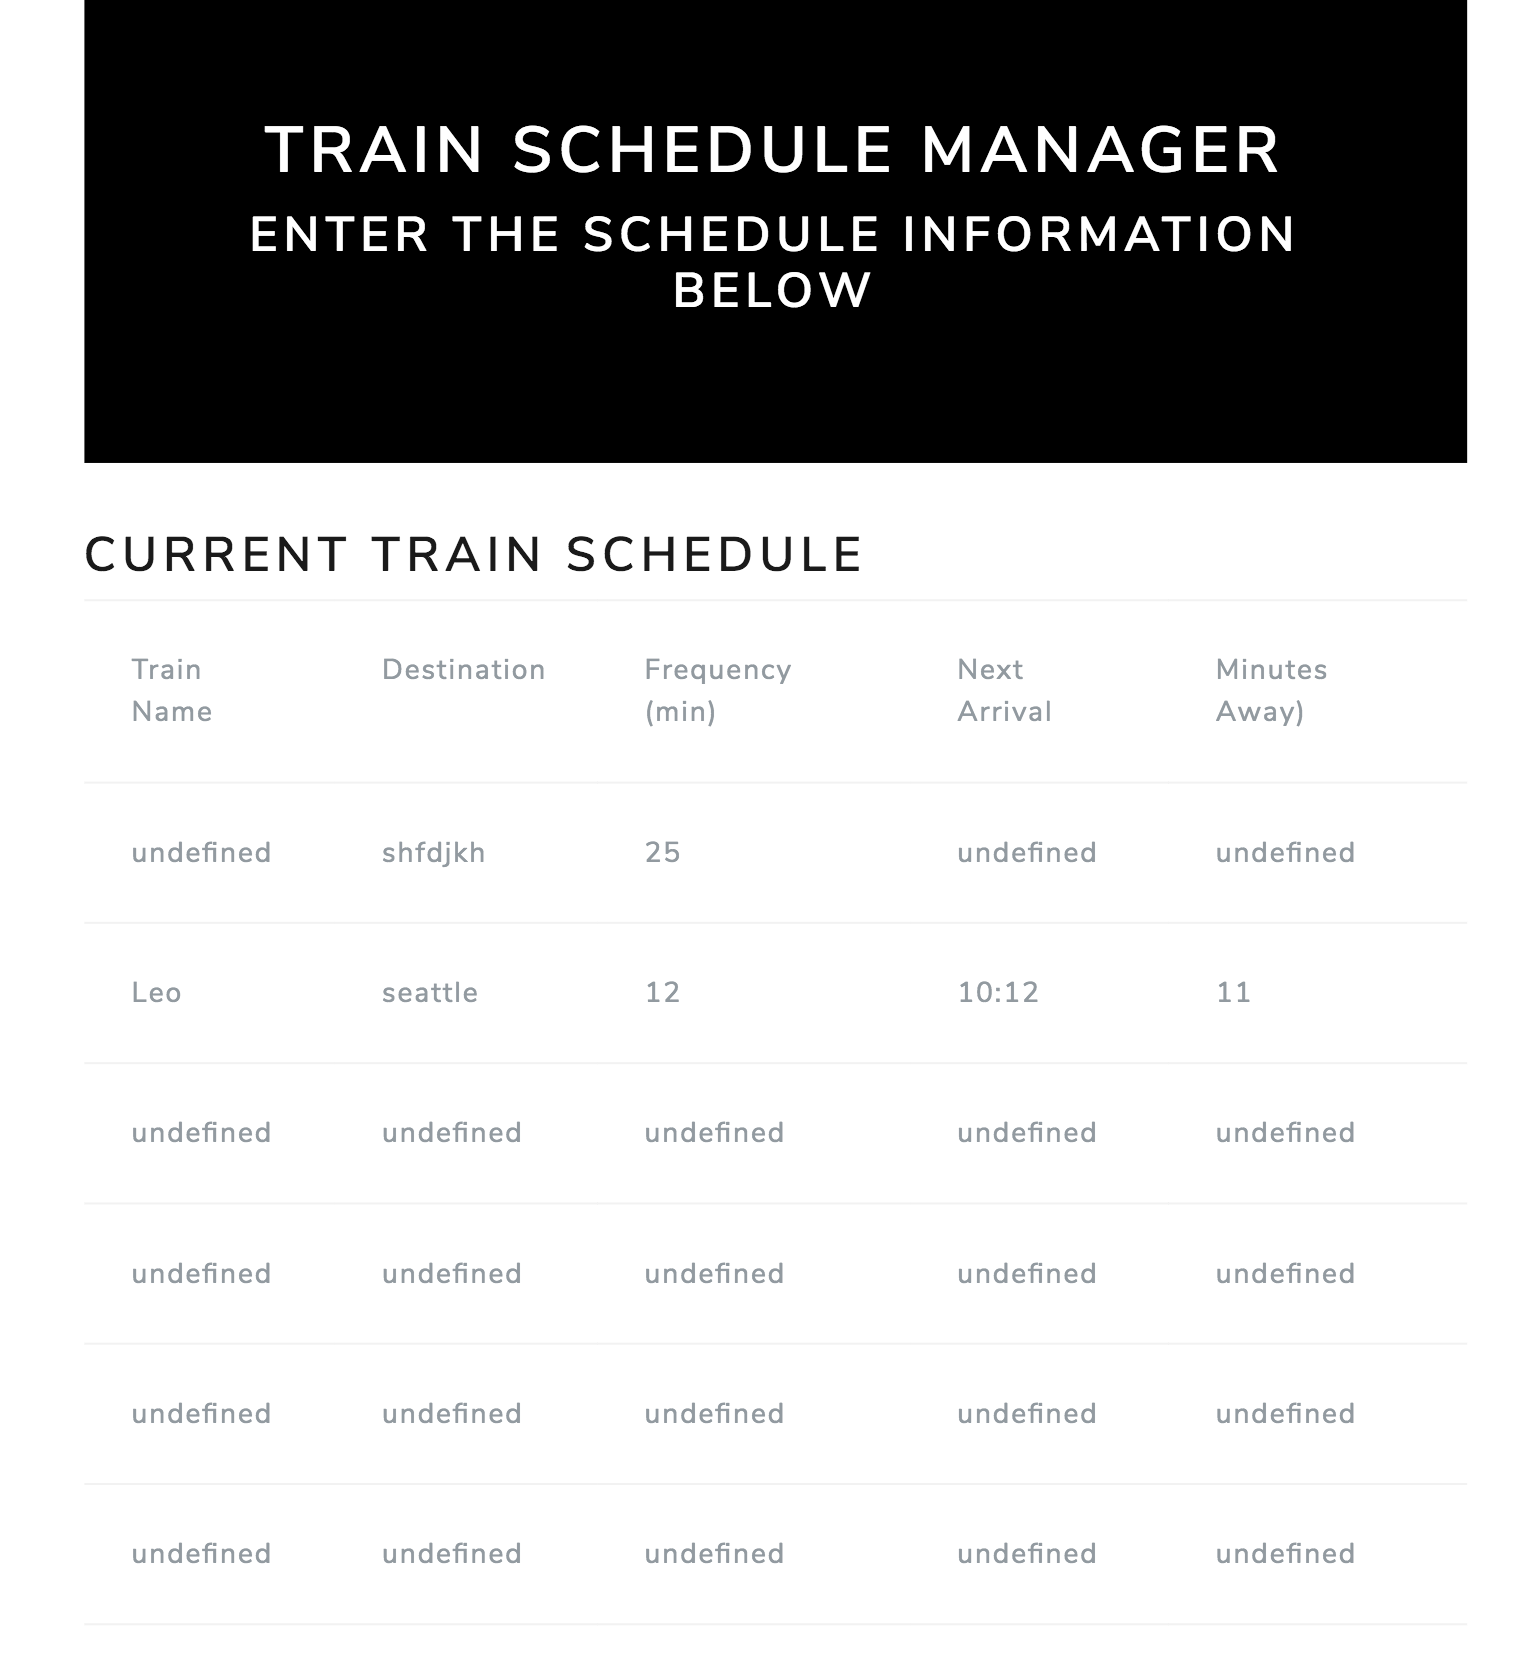 TRAIN SCHEDULE MANAGER
ENTER THE SCHEDULE INFORMATION
BELOW
CURRENT TRAIN SCHEDULE
Train Name Destination Frequency (min) Next Arrival Minutes Away)
undefined shfdjkh 25 undefined undefined
Leo seattle 12 10:12 11
undefined undefined undefined undefined undefined
undefined undefined undefined undefined undefined
undefined undefined undefined undefined undefined
undefined undefined undefined undefined undefined